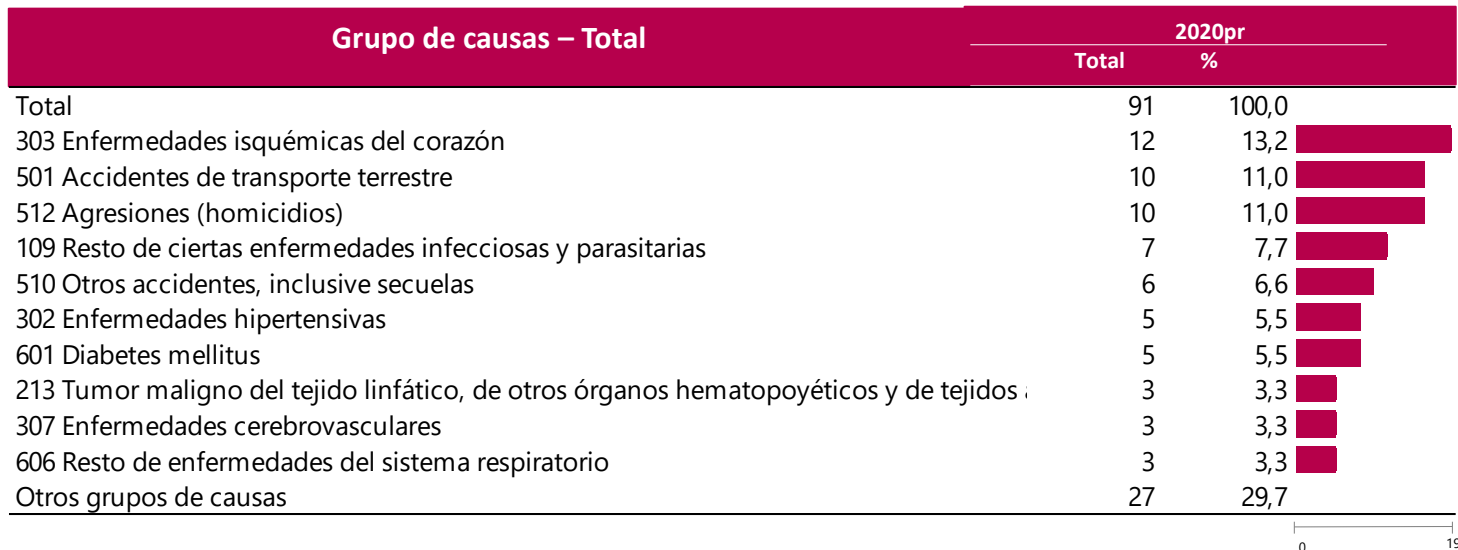 Grupo de causas – Total 2020pr
Total %
Total 91 100,0
303 Enfermedades isquémicas del corazón 12 13,2
501 Accidentes de transporte terrestre 10 11,0
512 Agresiones (homicidios) 10 11,0
109 Resto de ciertas enfermedades infecciosas y parasitarias 7 7,7
510 Otros accidentes, inclusive secuelas 6 6,6
302 Enfermedades hipertensivas 5 5,5
601 Diabetes mellitus 5 5,5
213 Tumor maligno del tejido linfático, de otros órganos hematopoyéticos y de tejidos 3 3,3
307 Enfermedades cerebrovasculares 3 3,3
606 Resto de enfermedades del sistema respiratorio 3 3,3
Otros grupos de causas 27 29,7
0 19